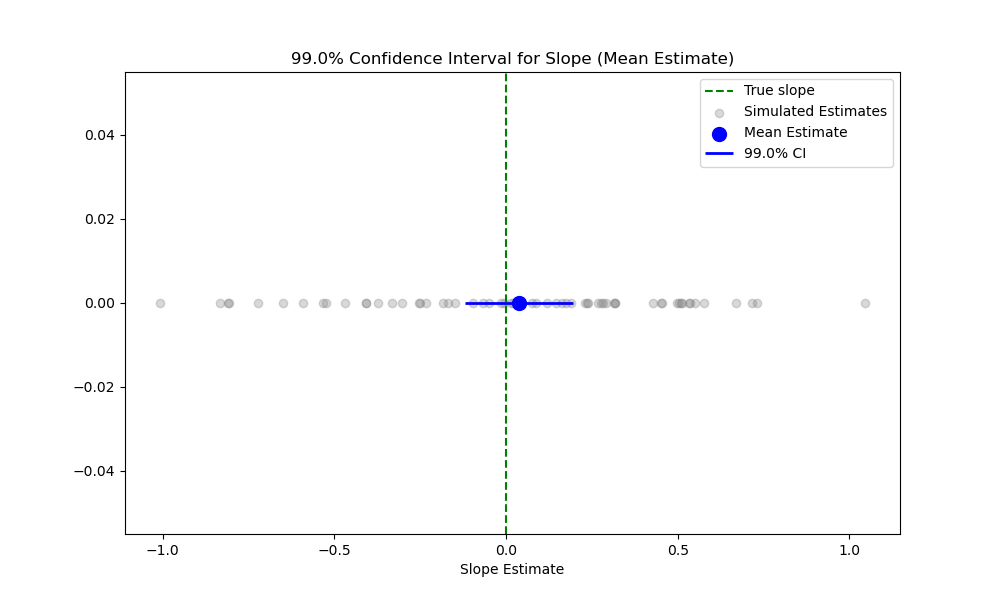 99.0% Confidence Interval for Slope (Mean Estimate)
True slope
Simulated Estimates
Mean Estimate
99.0% CI
0.04
0.02
0.00
−0.02
−0.04
−1.0
−0.5
0.0
0.5
1.0
Slope Estimate